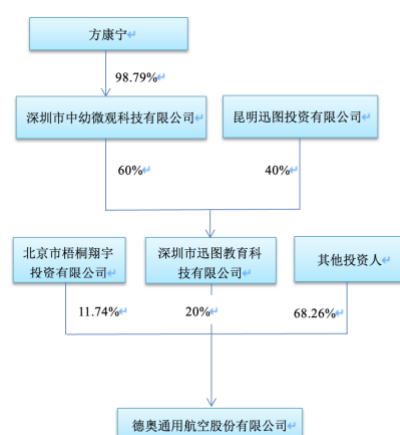 方康宁
98.79%
深圳市中幼微观科技有限公司
昆明迅图投资有限公司
60%
40%
北京市梧桐翔宇
投资有限公司
深圳市迅图教育科
技有限公司
其他投资人
11.74%
20%
68.26%
德奥通用航空股份有限公司